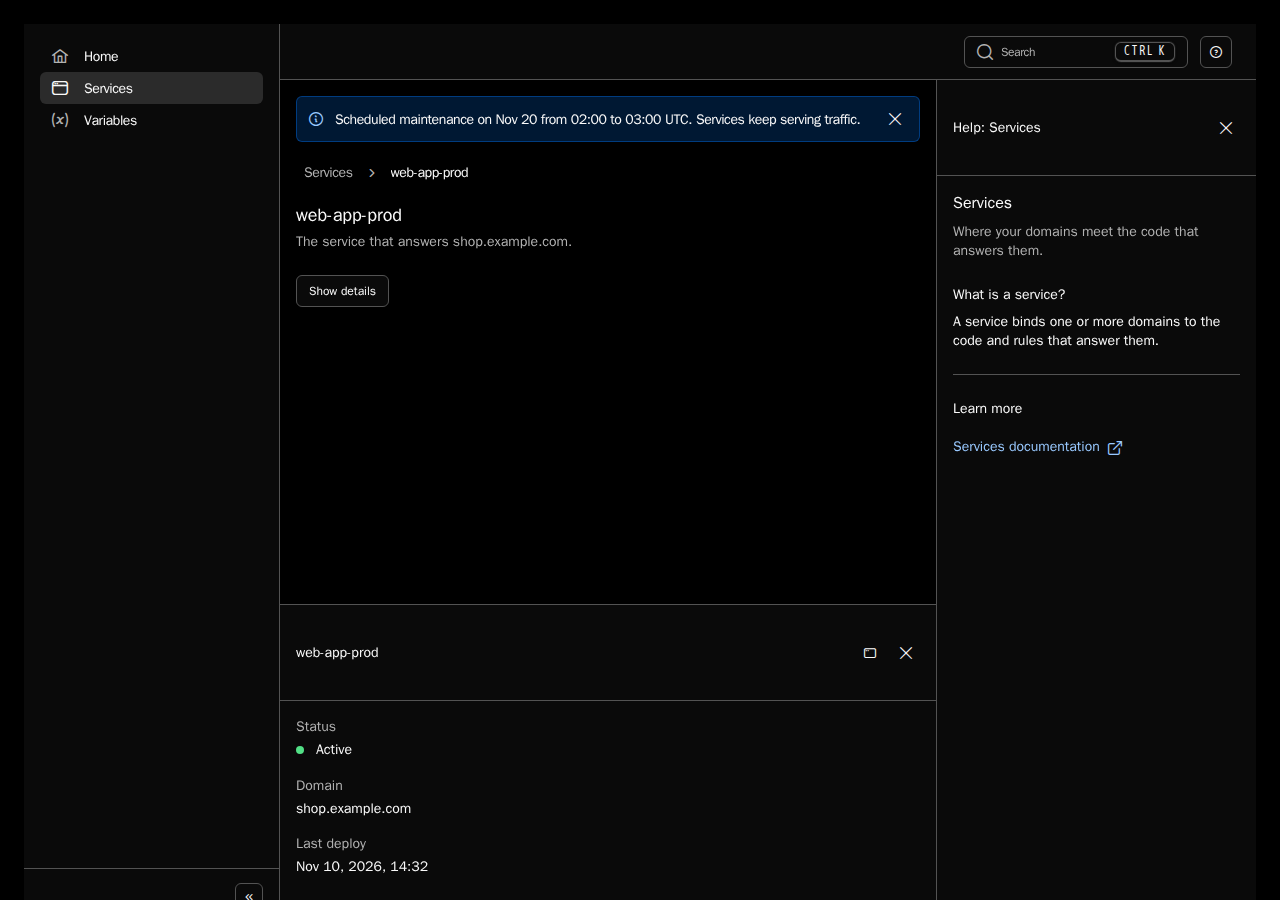 Home
Services
(x) Variables
Search CTRL K
Scheduled maintenance on Nov 20 from 02:00 to 03:00 UTC. Services keep serving traffic.
Services > web-app-prod
web-app-prod
The service that answers shop.example.com.
Show details
web-app-prod
Status
Active
Domain
shop.example.com
Last deploy
Nov 10, 2026, 14:32
Help: Services
Services
Where your domains meet the code that
answers them.
What is a service?
A service binds one or more domains to the
code and rules that answer them.
Learn more
Services documentation
«